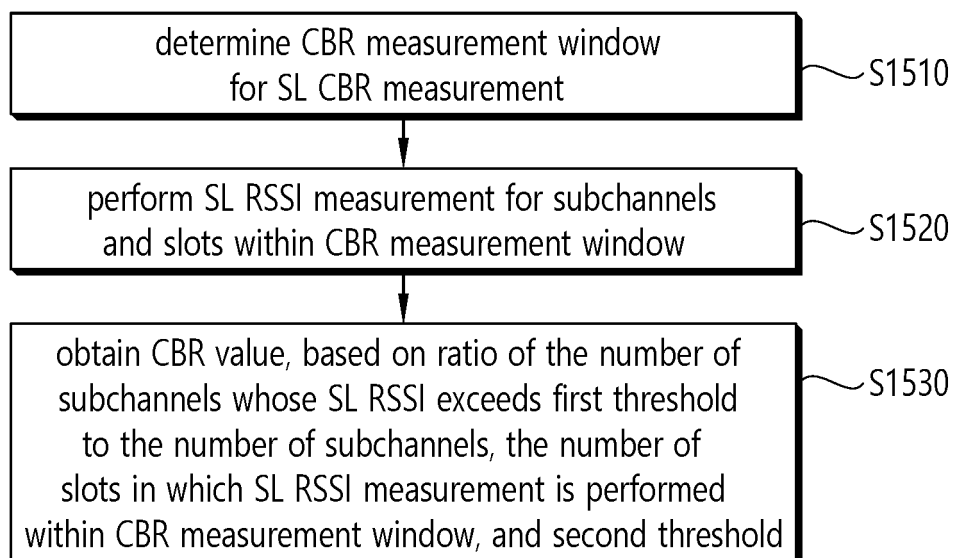 determine CBR measurement window
for SL CBR measurement
S1510
perform SL RSSI measurement for subchannels
and slots within CBR measurement window
S1520
obtain CBR value, based on ratio of the number of
subchannels whose SL RSSI exceeds first threshold
to the number of subchannels, the number of
slots in which SL RSSI measurement is performed
within CBR measurement window, and second threshold
S1530